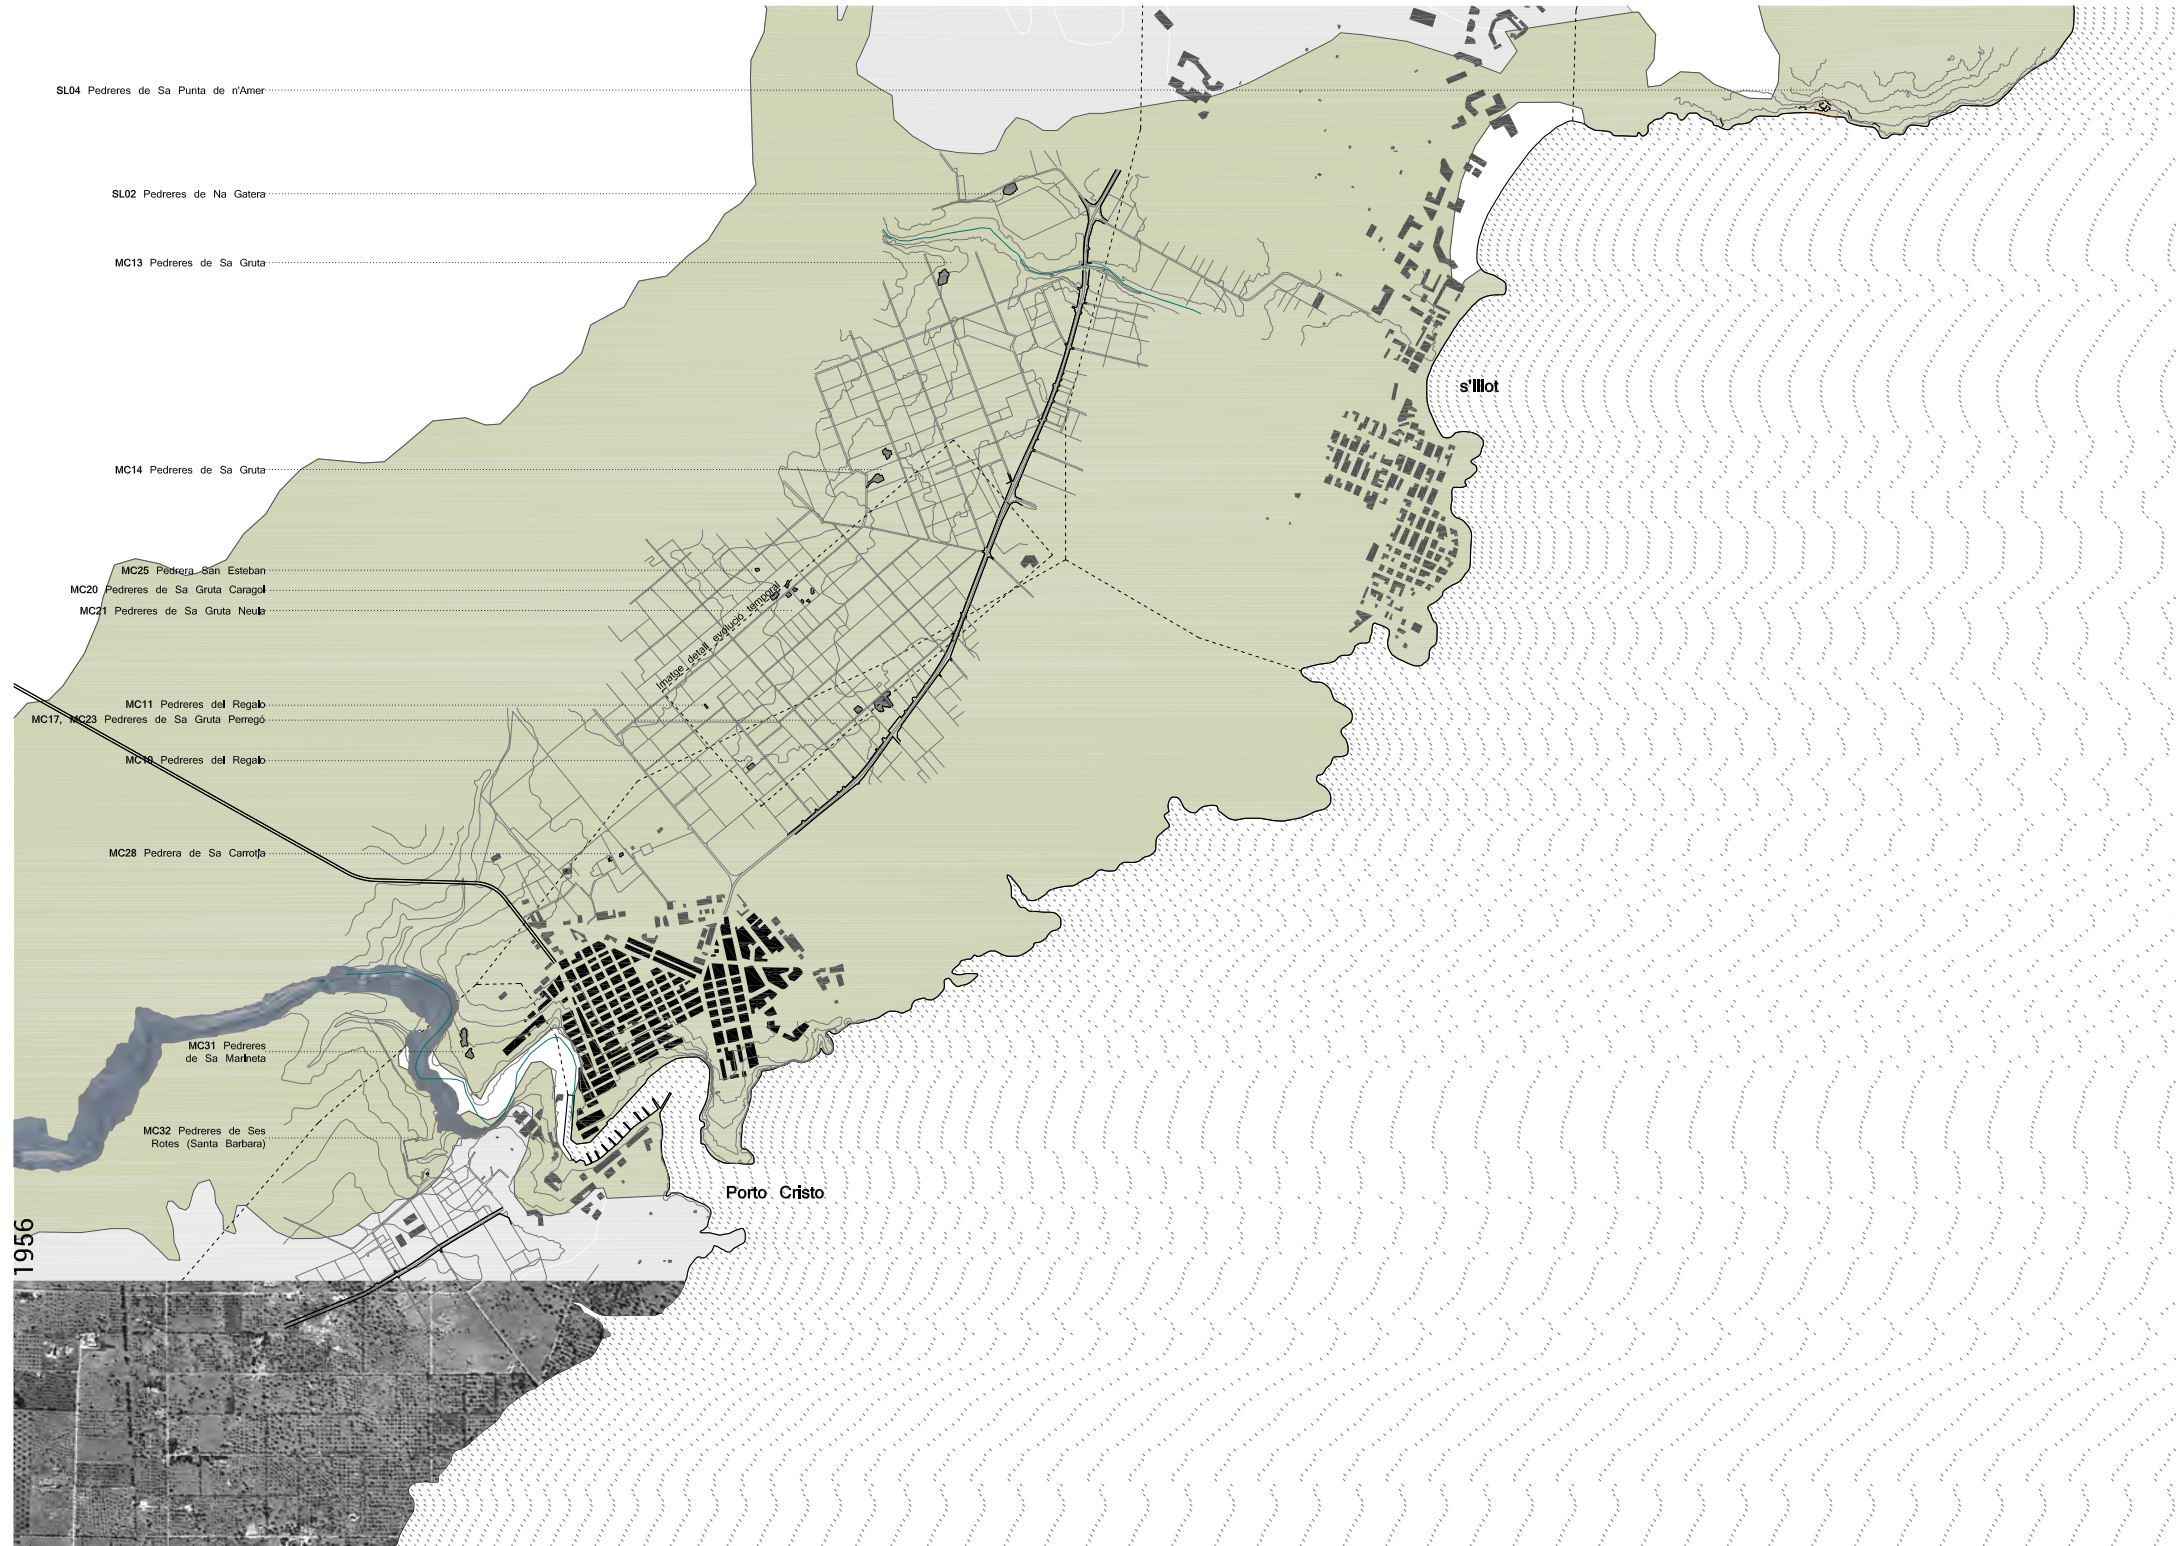 SL04 Pedreres de Sa Punta de n'Amer
SL02 Pedreres de Na Gatera
MC13 Pedreres de Sa Gruta
s'Illot
MC14 Pedreres de Sa Gruta
MC25 Pedrera San Esteban
MC20 Pedreres de Sa Gruta Caragol
MC21 Pedreres de Sa Gruta Neula
Imatge detall evolució temporal
MC11 Pedreres del Regalo
MC17, MC23 Pedreres de Sa Gruta Perregó
MC10 Pedreres del Regalo
MC28 Pedrera de Sa Carrotja
MC31 Pedreres
de Sa Marineta
MC32 Pedreres de Ses
Rotes (Santa Barbara)
Porto Cristo
1956